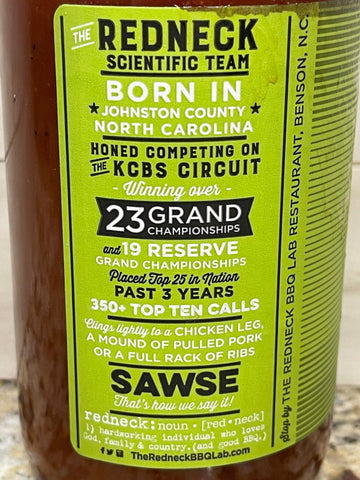 THE REDNECK
SCIENTIFIC TEAM
BORN IN
JOHNSTON COUNTY
NORTH CAROLINA
HONED COMPETING ON
THE KCBS CIRCUIT
- Winning over -
23 GRAND
CHAMPIONSHIPS
and 19 RESERVE
GRAND CHAMPIONSHIPS
Placed Top 25 in Nation
PAST 3 YEARS
350+ TOP TEN CALLS
Clings lightly to a CHICKEN LEG,
A MOUND OF PULLED PORK
OR A FULL RACK OF RIBS
SAWSE
That's how we say it!
redneck: noun • [red•neck]
1) hardworking individual who loves
God, family & country. (and good BBQ.)
TheRedneckBBQLab.com
Stop by THE REDNECK BBQ LAB RESTAURANT, BENSON, N.C.